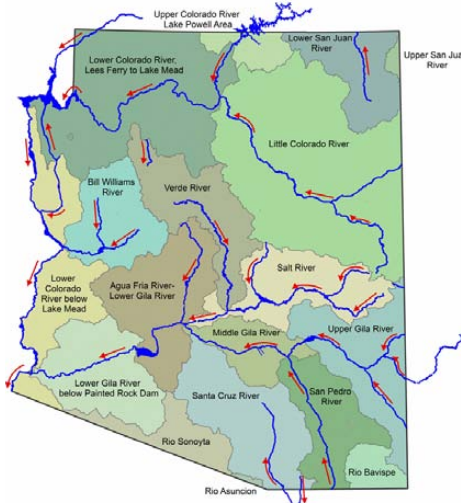 Upper Colorado River
Lake Powell Area
Lower San Juan
River
Upper San Jua
River
Lower Colorado River,
Lees Ferry to Lake Mead
Little Colorado River
Bill Williams
River
Verde River
Salt River
Lower
Colorado
River below
Lake Mead
Agua Fria River-
Lower Gila River
Middle Gila River
Upper Gila River
Lower Gila River
below Painted Rock Dam
Santa Cruz River
San Pedro
River
Rio Sonoyta
Rio Bavispe
Rio Asuncion